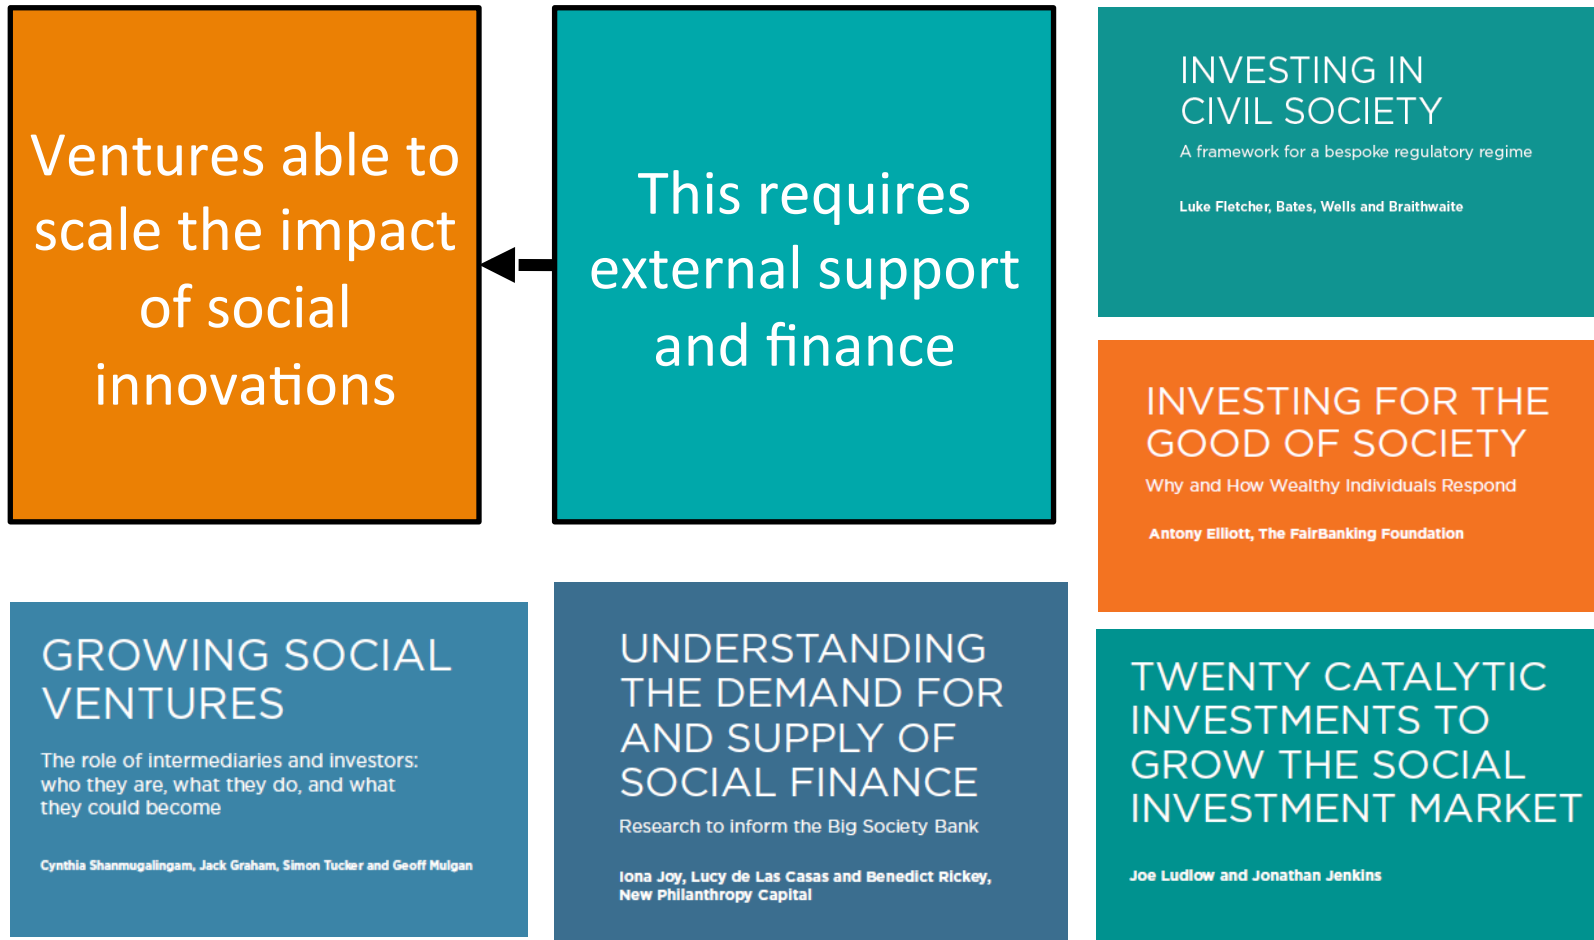 Ventures able to
scale the impact
of social
innovations
This requires
external support
and finance
INVESTING IN
CIVIL SOCIETY
A framework for a bespoke regulatory regime
Luke Fletcher, Bates, Wells and Braithwaite
INVESTING FOR THE
GOOD OF SOCIETY
Why and How Wealthy Individuals Respond
Antony Elliott, The FairBanking Foundation
GROWING SOCIAL
VENTURES
The role of intermediaries and investors:
who they are, what they do, and what
they could become
Cynthia Shanmugalingam, Jack Graham, Simon Tucker and Geoff Mulgan
UNDERSTANDING
THE DEMAND FOR
AND SUPPLY OF
SOCIAL FINANCE
Research to inform the Big Society Bank
Iona Joy, Lucy de Las Casas and Benedict Rickey,
New Philanthropy Capital
TWENTY CATALYTIC
INVESTMENTS TO
GROW THE SOCIAL
INVESTMENT MARKET
Joe Ludlow and Jonathan Jenkins